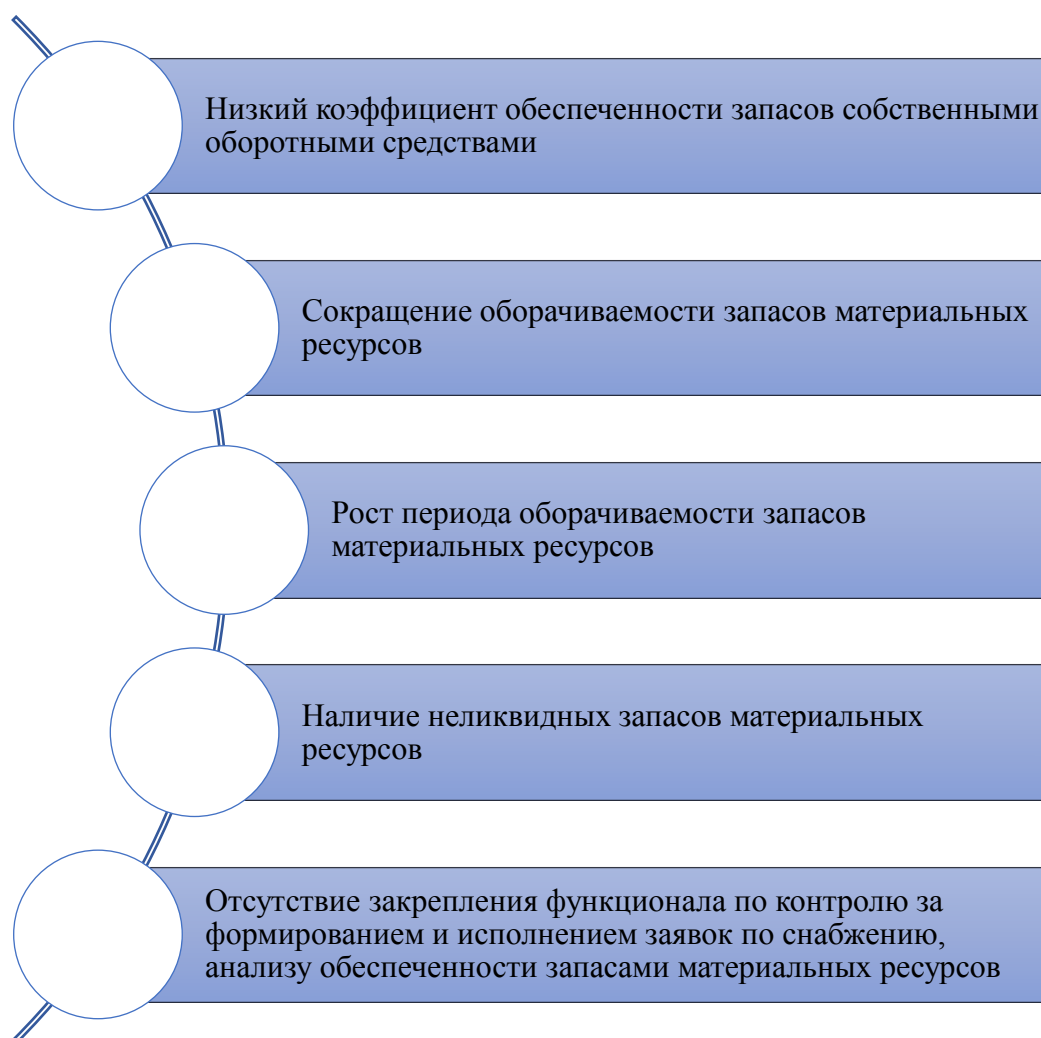 Низкий коэффициент обеспеченности запасов собственными
оборотными средствами
Сокращение оборачиваемости запасов материальных
ресурсов
Рост периода оборачиваемости запасов
материальных ресурсов
Наличие неликвидных запасов материальных
ресурсов
Отсутствие закрепления функционала по контролю за
формированием и исполнением заявок по снабжению,
анализу обеспеченности запасами материальных ресурсов